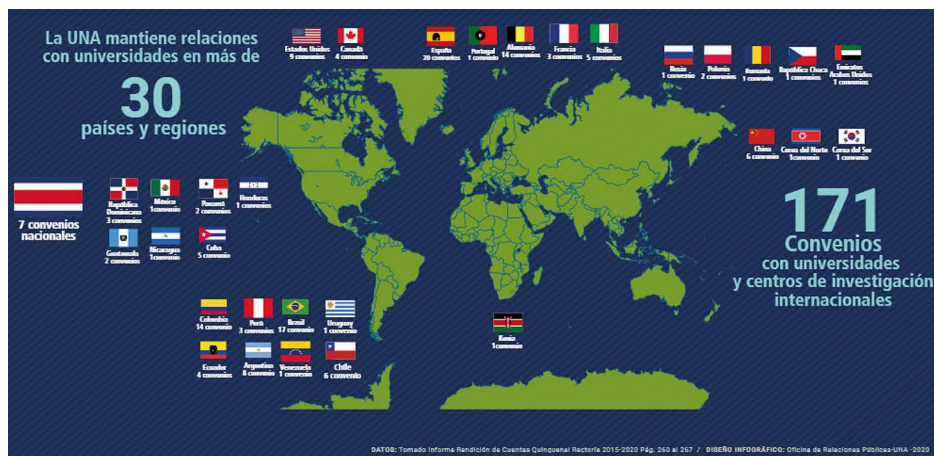 La UNA mantiene relaciones
con universidades en más de
30
países y regiones
Estados Unidos
9 convenios
Canadá
4 convenio
España
20 convenios
Portugal
1 convenio
Alemania
14 convenios
Francia
3 convenios
Italia
5 convenios
Rusia
1 convenio
Polonia
2 convenios
Rumania
1 convenio
República Checa
1 convenios
Emiratos
Arabes Unidos
1 convenios
China
6 convenio
Corea del Norte
1convenio
Corea del Sur
1 convenio
7 convenios
nacionales
República
Dominicana
3 convenios
México
1convenio
Panamá
2 convenios
Honduras
1 convenios
Guatemala
2 convenios
Nicaragua
1convenio
Cuba
5 convenio
171
Convenios
con universidades
y centros de investigación
internacionales
Colombia
14 convenio
Perú
3 convenios
Brasil
17 convenio
Uruguay
1 convenio
Ecuador
4 convenios
Argentina
8 convenio
Venezuela
1 convenio
Chile
6 convento
Kenia
1convenio
DATOS: Tomado Informe Rendición de Cuentas Quinquenal Rectoría 2015-2020 Pág. 260 al 267 / DISEÑO INFOGRÁFICO: Oficina de Relaciones Públicas-UNA -2020